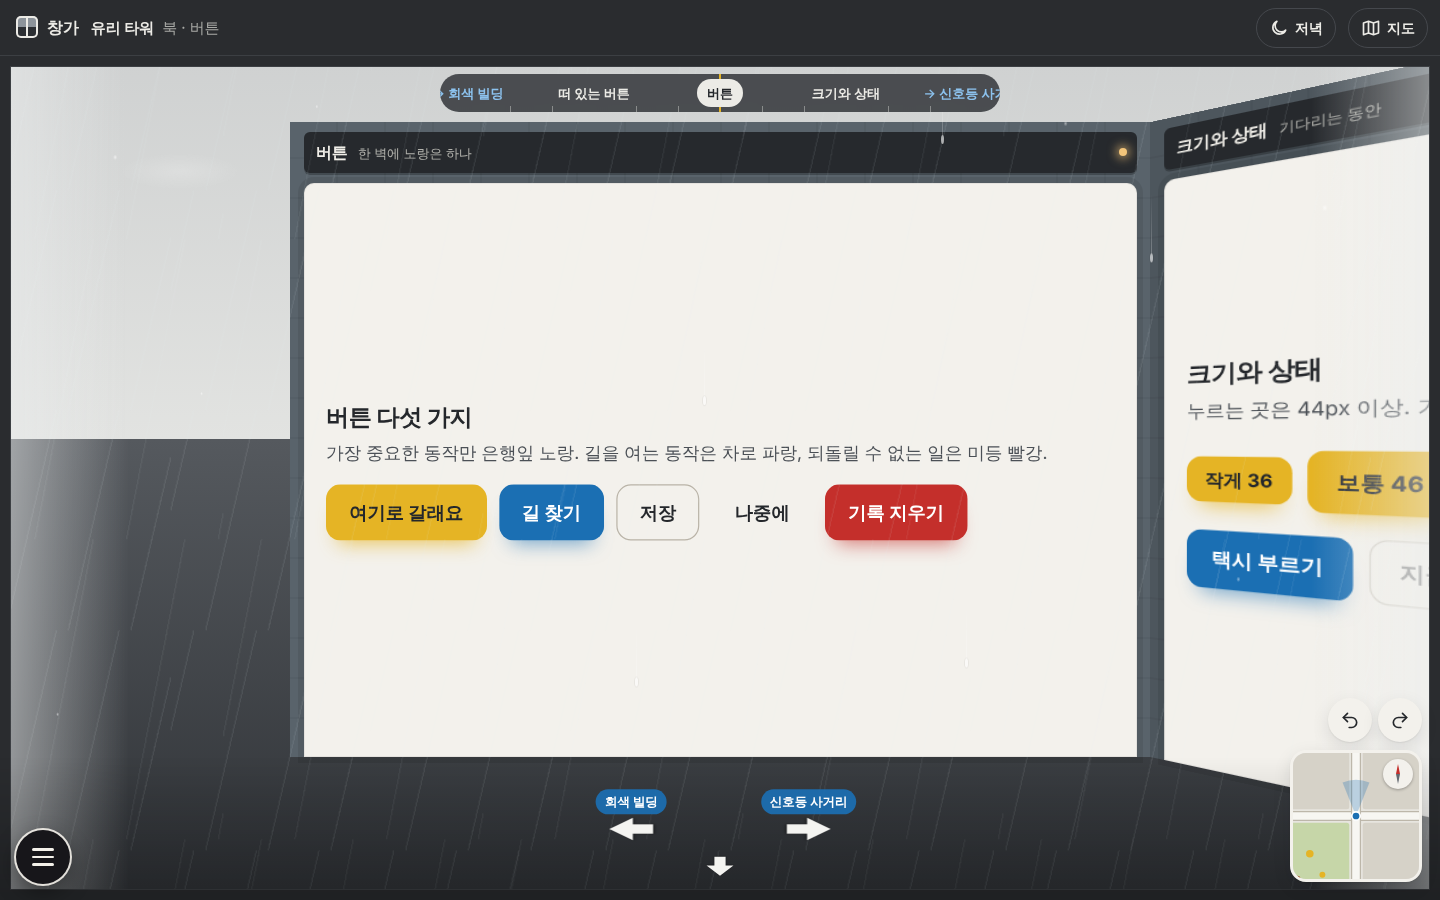 창가 유리 타워 북 · 버튼
저녁
지도
회색 빌딩
떠 있는 버튼
버튼
크기와 상태
→ 신호등
버튼 한 벽에 노랑은 하나
크기와 상태 기다리는 동안
버튼 다섯 가지
가장 중요한 동작만 은행잎 노랑. 길을 여는 동작은 차로 파랑, 되돌릴 수 없는 일은 미등 빨강.
여기로 갈래요
길 찾기
저장
나중에
기록 지우기
크기와 상태
누르는 곳은 44px 이상.
작게 36
보통 46
택시 부르기
회색 빌딩
신호등 사거리